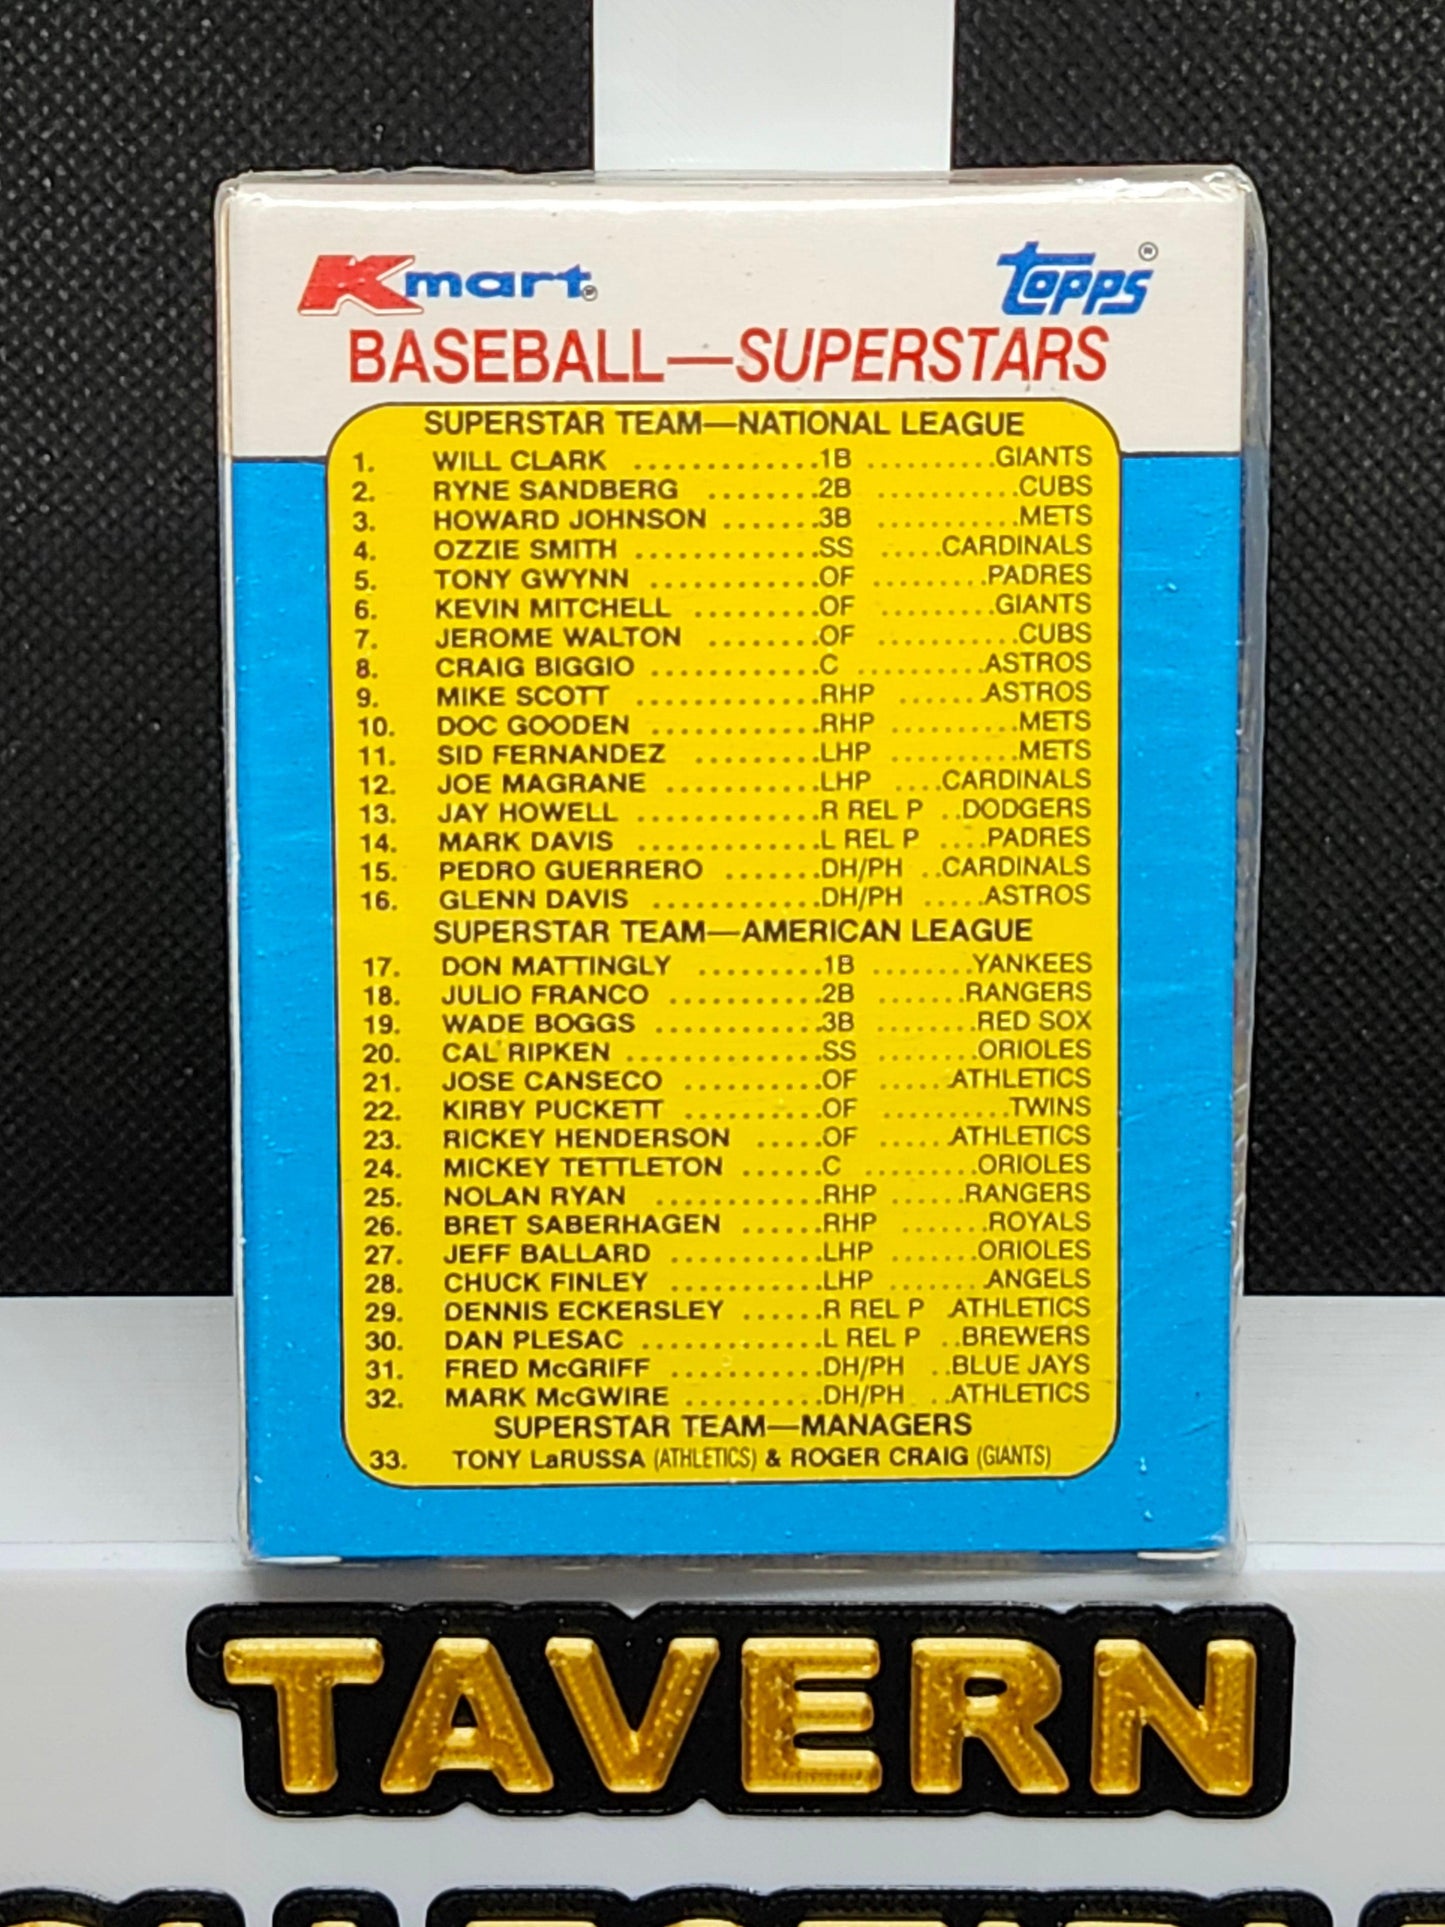 Kmart® topps®
BASEBALL—SUPERSTARS
SUPERSTAR TEAM—NATIONAL LEAGUE
1. WILL CLARK .............1B ..........GIANTS
2. RYNE SANDBERG ........2B ...........CUBS
3. HOWARD JOHNSON .......3B ...........METS
4. OZZIE SMITH .............SS .....CARDINALS
5. TONY GWYNN ............OF .........PADRES
6. KEVIN MITCHELL .........OF ..........GIANTS
7. JEROME WALTON ........OF ...........CUBS
8. CRAIG BIGGIO ............C ..........ASTROS
9. MIKE SCOTT .............RHP .......ASTROS
10. DOC GOODEN ............RHP ..........METS
11. SID FERNANDEZ .........LHP ..........METS
12. JOE MAGRANE ...........LHP ....CARDINALS
13. JAY HOWELL .............R REL P ..DODGERS
14. MARK DAVIS .............L REL P ....PADRES
15. PEDRO GUERRERO .......DH/PH ..CARDINALS
16. GLENN DAVIS ............DH/PH .....ASTROS
SUPERSTAR TEAM—AMERICAN LEAGUE
17. DON MATTINGLY .........1B ........YANKEES
18. JULIO FRANCO ...........2B .......RANGERS
19. WADE BOGGS ............3B ........RED SOX
20. CAL RIPKEN ..............SS ........ORIOLES
21. JOSE CANSECO ..........OF ......ATHLETICS
22. KIRBY PUCKETT ..........OF ..........TWINS
23. RICKEY HENDERSON .....OF ......ATHLETICS
24. MICKEY TETTLETON ......C .........ORIOLES
25. NOLAN RYAN ............RHP .......RANGERS
26. BRET SABERHAGEN ......RHP .......ROYALS
27. JEFF BALLARD ...........LHP ........ORIOLES
28. CHUCK FINLEY ...........LHP .........ANGELS
29. DENNIS ECKERSLEY ......R REL P ATHLETICS
30. DAN PLESAC .............L REL P ..BREWERS
31. FRED McGRIFF ...........DH/PH ..BLUE JAYS
32. MARK McGWIRE ..........DH/PH ..ATHLETICS
SUPERSTAR TEAM—MANAGERS
33. TONY LaRUSSA (ATHLETICS) & ROGER CRAIG (GIANTS)
TAVERN